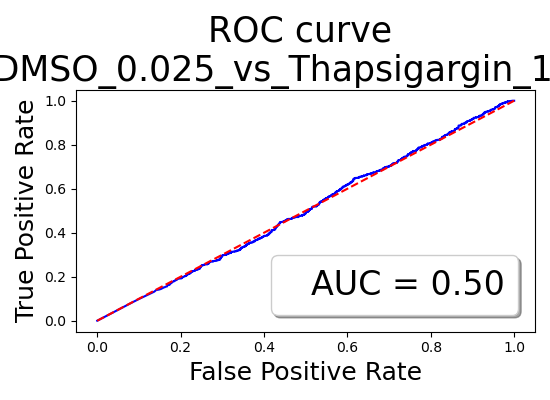 ROC curve
DMSO_0.025_vs_Thapsigargin_1
1.0
0.8
0.6
0.4
0.2
0.0
True Positive Rate
AUC = 0.50
0.0 0.2 0.4 0.6 0.8 1.0
False Positive Rate